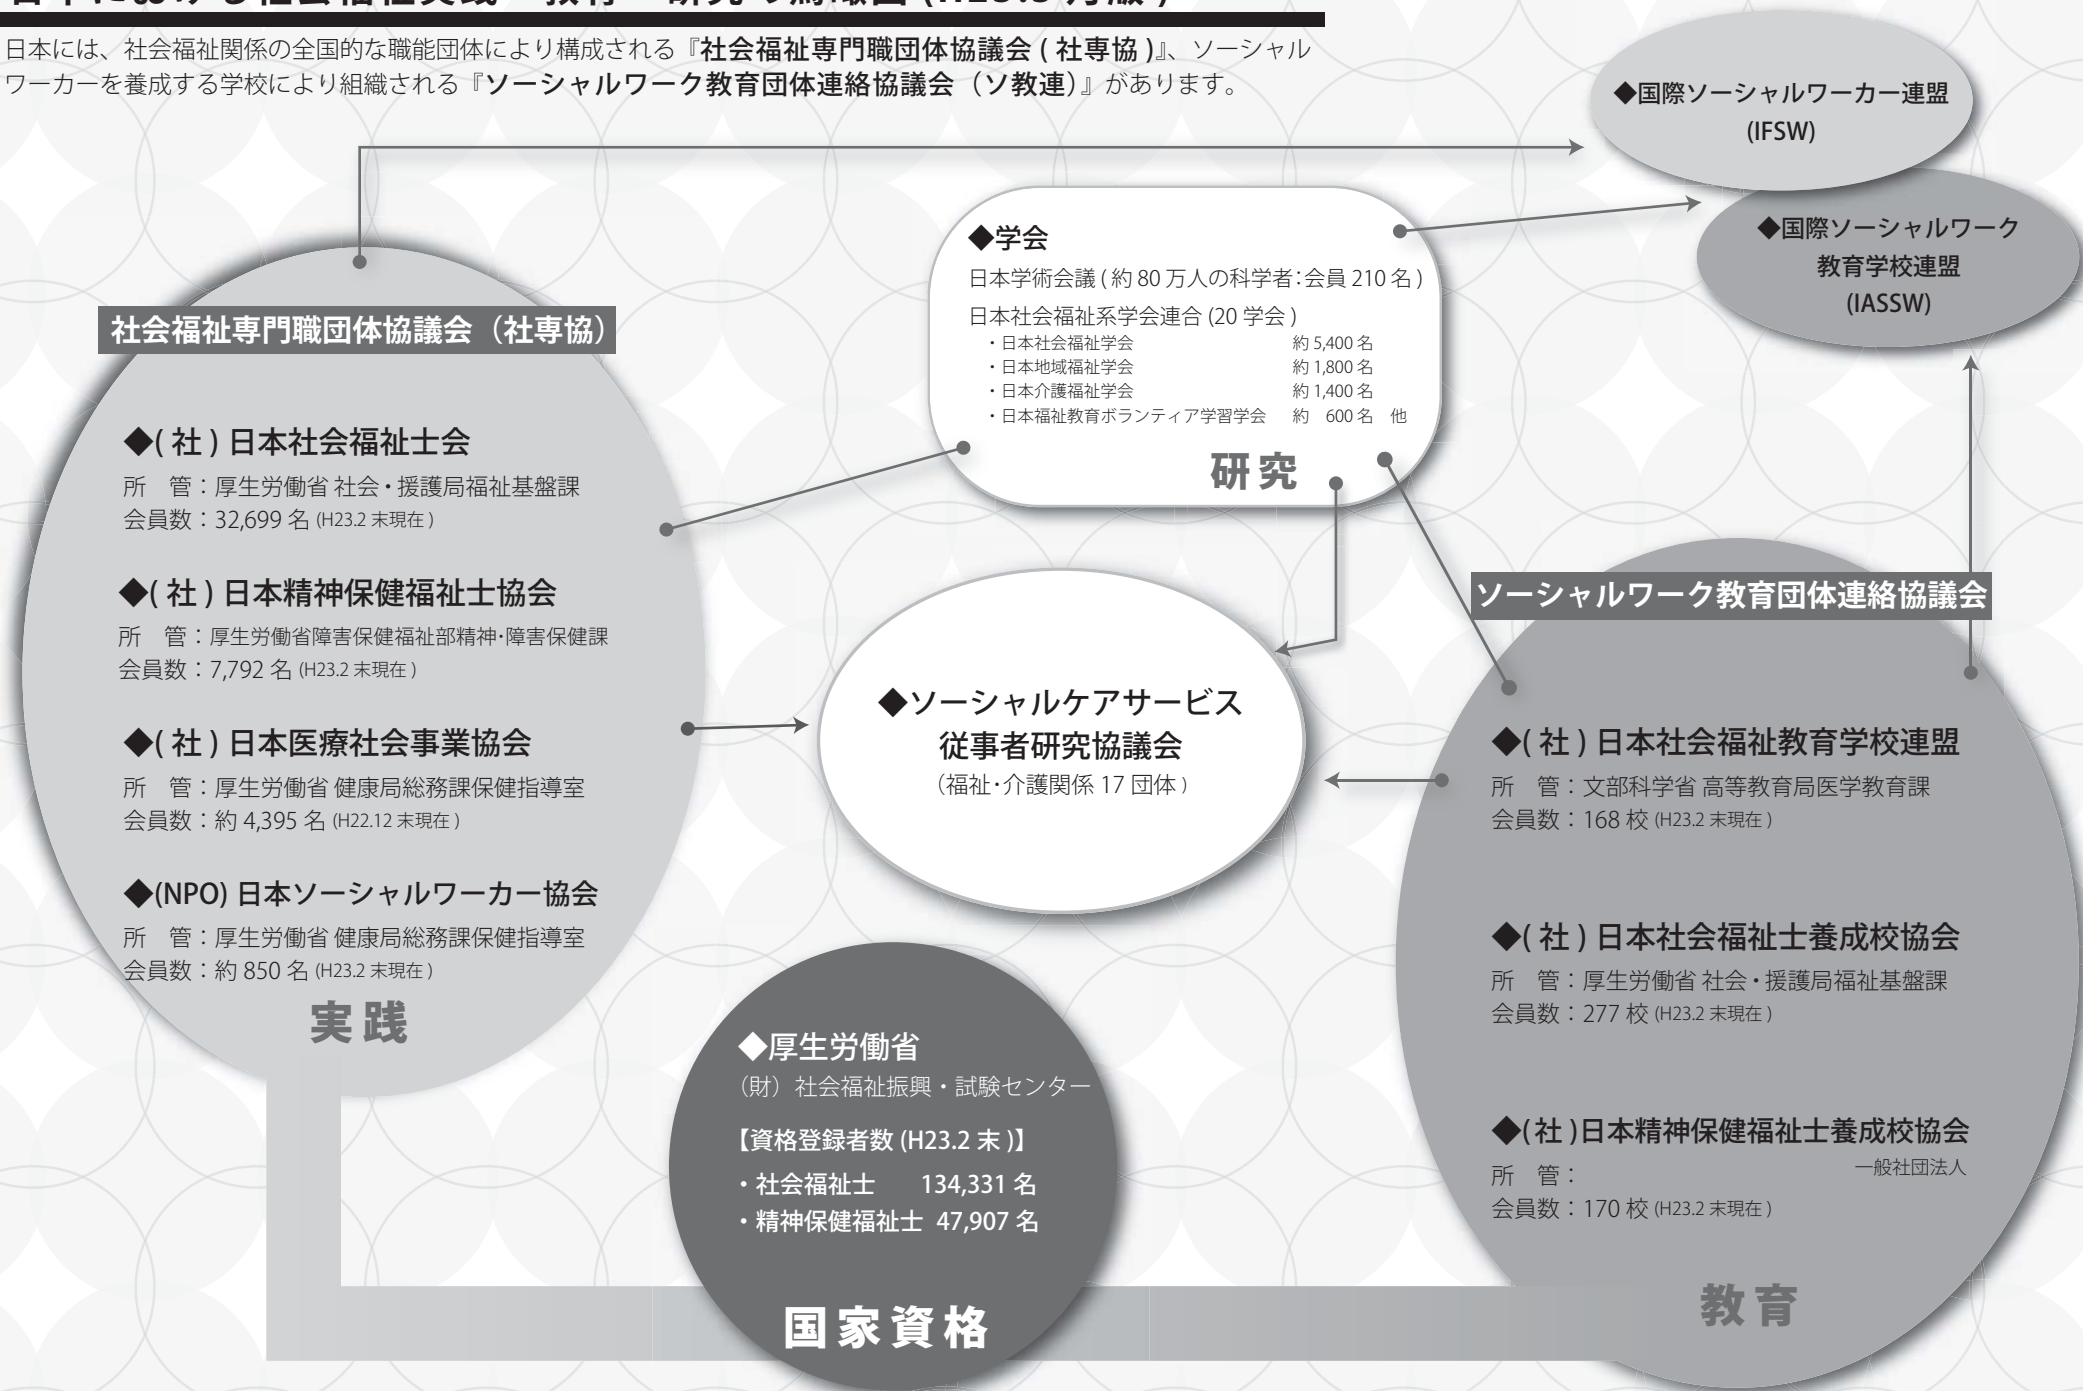 日本における社会福祉実践・教育・研究の鳥瞰図 (H23.3 月版 )
日本には、社会福祉関係の全国的な職能団体により構成される『社会福祉専門職団体協議会 ( 社専協 )』、ソーシャル
ワーカーを養成する学校により組織される『ソーシャルワーク教育団体連絡協議会（ソ教連）』があります。
◆国際ソーシャルワーカー連盟
(IFSW)
◆国際ソーシャルワーク
教育学校連盟
(IASSW)
◆学会
日本学術会議 ( 約 80 万人の科学者：会員 210 名 )
日本社会福祉系学会連合 (20 学会 )
・日本社会福祉学会 約 5,400 名
・日本地域福祉学会 約 1,800 名
・日本介護福祉学会 約 1,400 名
・日本福祉教育ボランティア学習学会 約 600 名 他
研究
社会福祉専門職団体協議会（社専協）
◆( 社 ) 日本社会福祉士会
所 管：厚生労働省 社会・援護局福祉基盤課
会員数：32,699 名 (H23.2 末現在 )
◆( 社 ) 日本精神保健福祉士協会
所 管：厚生労働省障害保健福祉部精神・障害保健課
会員数：7,792 名 (H23.2 末現在 )
◆( 社 ) 日本医療社会事業協会
所 管：厚生労働省 健康局総務課保健指導室
会員数：約 4,395 名 (H22.12 末現在 )
◆(NPO) 日本ソーシャルワーカー協会
所 管：厚生労働省 健康局総務課保健指導室
会員数：約 850 名 (H23.2 末現在 )
実践
◆ソーシャルケアサービス
従事者研究協議会
（福祉・介護関係 17 団体 )
◆厚生労働省
（財）社会福祉振興・試験センター
【資格登録者数 (H23.2 末 )】
・社会福祉士 134,331 名
・精神保健福祉士 47,907 名
国家資格
ソーシャルワーク教育団体連絡協議会
◆( 社 ) 日本社会福祉教育学校連盟
所 管：文部科学省 高等教育局医学教育課
会員数：168 校 (H23.2 末現在 )
◆( 社 ) 日本社会福祉士養成校協会
所 管：厚生労働省 社会・援護局福祉基盤課
会員数：277 校 (H23.2 末現在 )
◆( 社 )日本精神保健福祉士養成校協会
一般社団法人
所 管：
会員数：170 校 (H23.2 末現在 )
教育